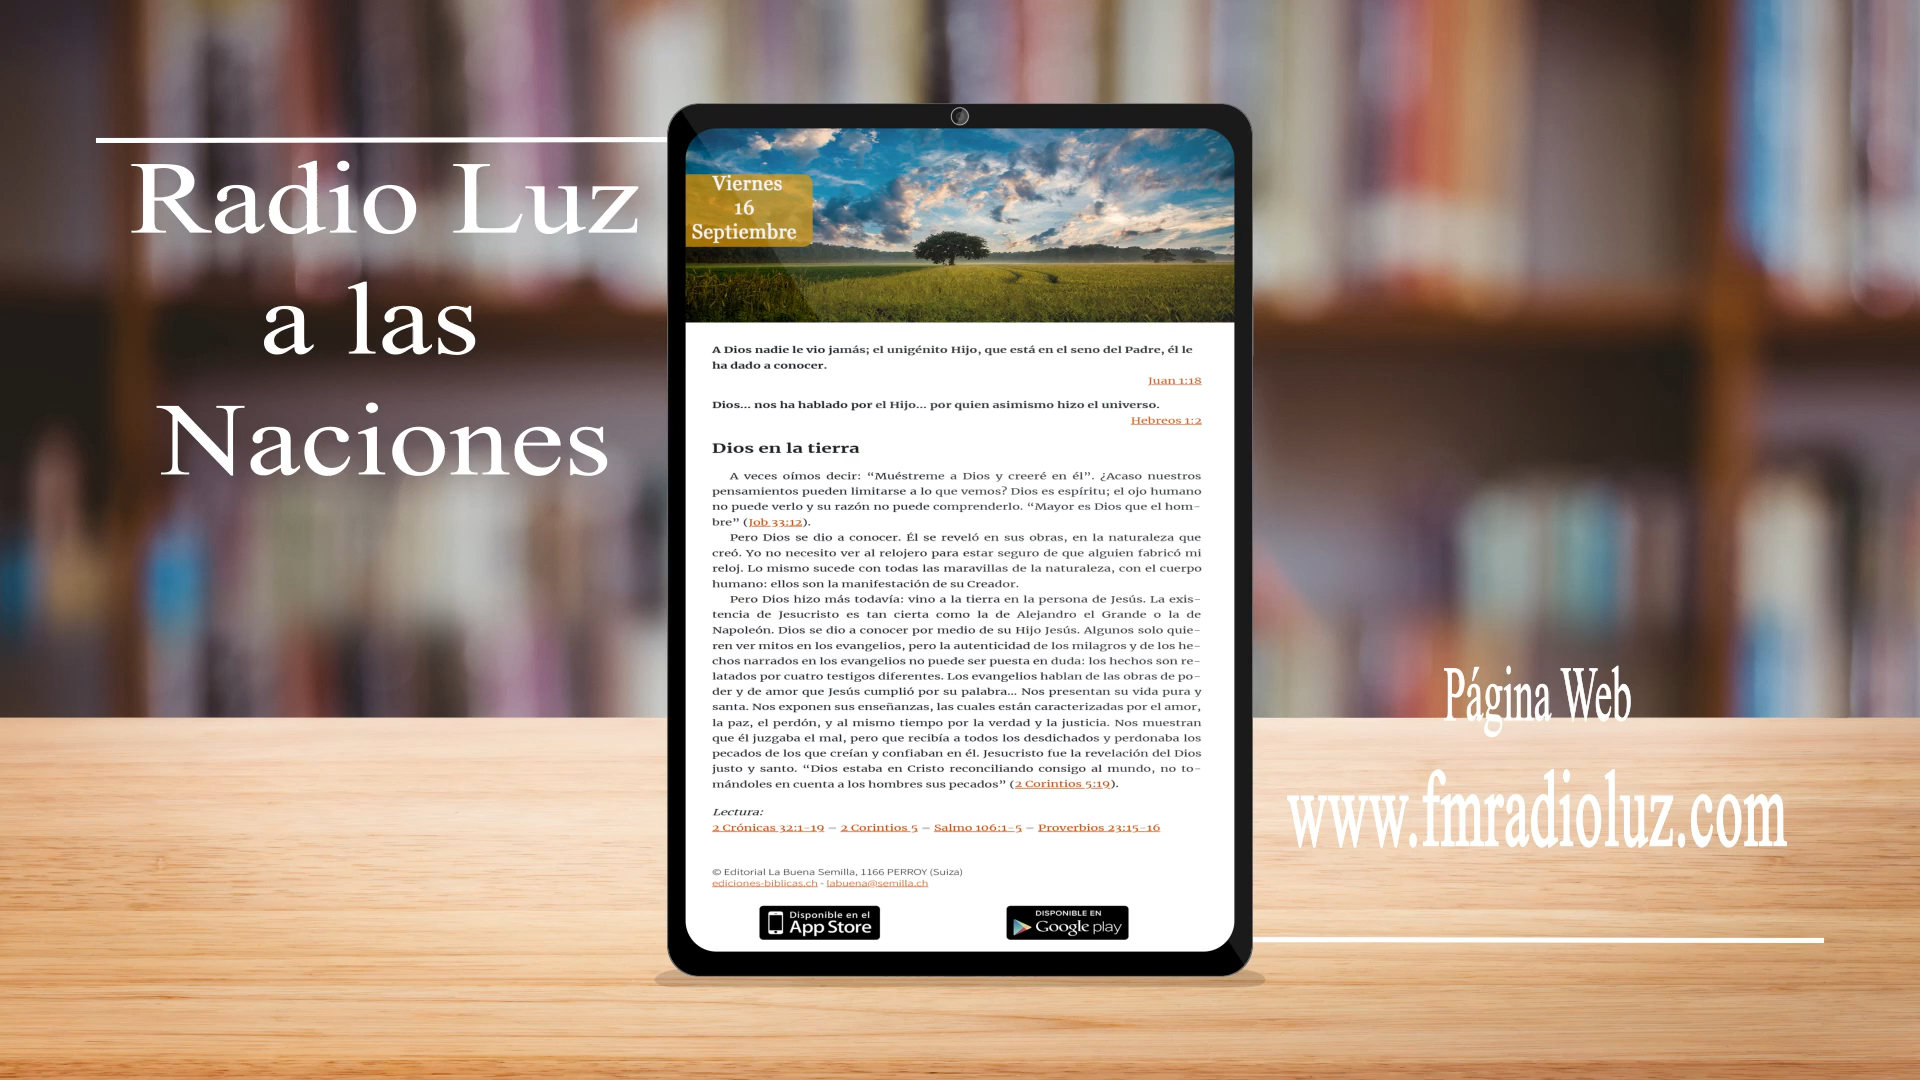 Radio Luz
a las
Naciones
Viernes
16
Septiembre
A Dios nadie le vio jamás; el unigénito Hijo, que está en el seno del Padre, él le
ha dado a conocer.
Juan 1:18
Dios... nos ha hablado por el Hijo... por quien asimismo hizo el universo.
Hebreos 1:2
Dios en la tierra
A veces oímos decir: “Muéstreme a Dios y creeré en él”. ¿Acaso nuestros
pensamientos pueden limitarse a lo que vemos? Dios es espíritu; el ojo humano
no puede verlo y su razón no puede comprenderlo. “Mayor es Dios que el hom-
bre” (Job 33:12).
Pero Dios se dio a conocer. Él se reveló en sus obras, en la naturaleza que
creó. Yo no necesito ver al relojero para estar seguro de que alguien fabricó mi
reloj. Lo mismo sucede con todas las maravillas de la naturaleza, con el cuerpo
humano: ellos son la manifestación de su Creador.
Pero Dios hizo más todavía: vino a la tierra en la persona de Jesús. La exis-
tencia de Jesucristo es tan cierta como la de Alejandro el Grande o la de
Napoleón. Dios se dio a conocer por medio de su Hijo Jesús. Algunos solo quie-
ren ver mitos en los evangelios, pero la autenticidad de los milagros y de los he-
chos narrados en los evangelios no puede ser puesta en duda: los hechos son re-
latados por cuatro testigos diferentes. Los evangelios hablan de las obras de po-
der y de amor que Jesús cumplió por su palabra... Nos presentan su vida pura y
santa. Nos exponen sus enseñanzas, las cuales están caracterizadas por el amor,
la paz, el perdón, y al mismo tiempo por la verdad y la justicia. Nos muestran
que él juzgaba el mal, pero que recibía a todos los desdichados y perdonaba los
pecados de los que creían y confiaban en él. Jesucristo fue la revelación del Dios
justo y santo. “Dios estaba en Cristo reconciliando consigo al mundo, no to-
mándoles en cuenta a los hombres sus pecados” (2 Corintios 5:19).
Lectura:
2 Crónicas 32:1-19 – 2 Corintios 5 – Salmo 106:1-5 – Proverbios 23:15-16
© Editorial La Buena Semilla, 1166 PERROY (Suiza)
ediciones-biblicas.ch - labuena@semilla.ch
Disponible en el
App Store
DISPONIBLE EN
Google play
Página Web
www.fmradioluz.com